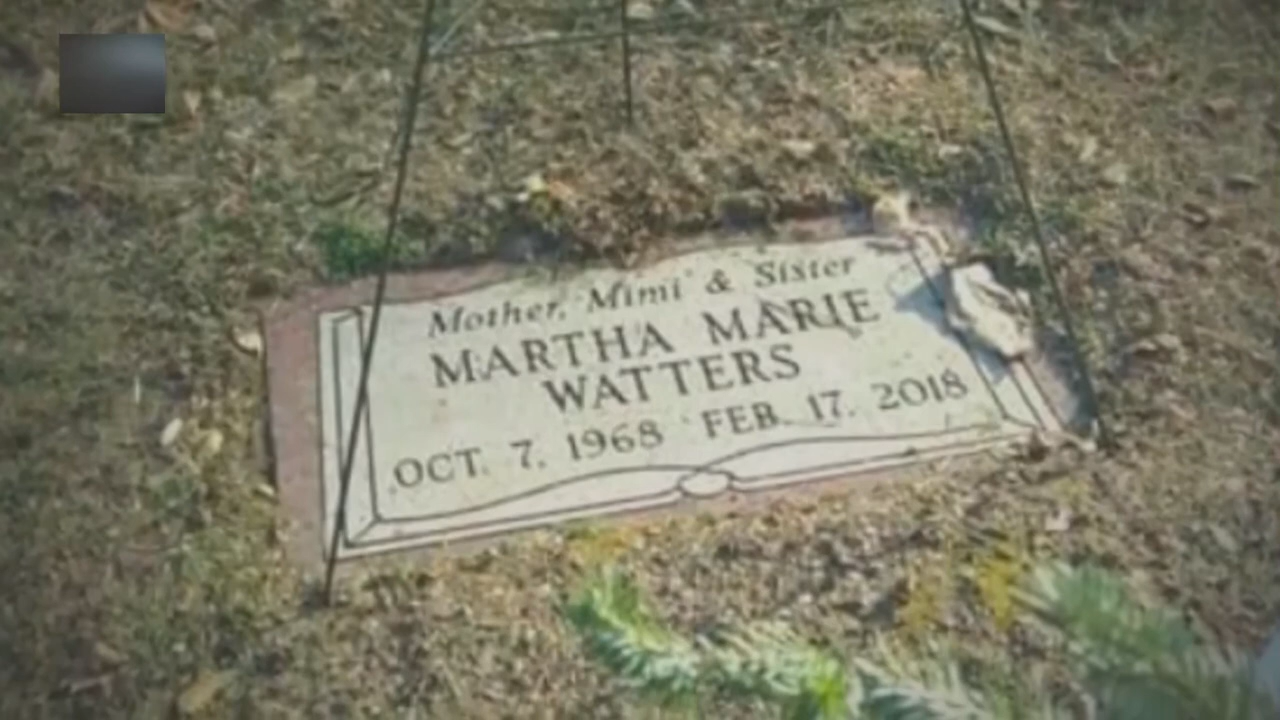 Mother, Mimi & Sister
MARTHA MARIE
WATTERS
OCT. 7, 1968 FEB. 17. 2018